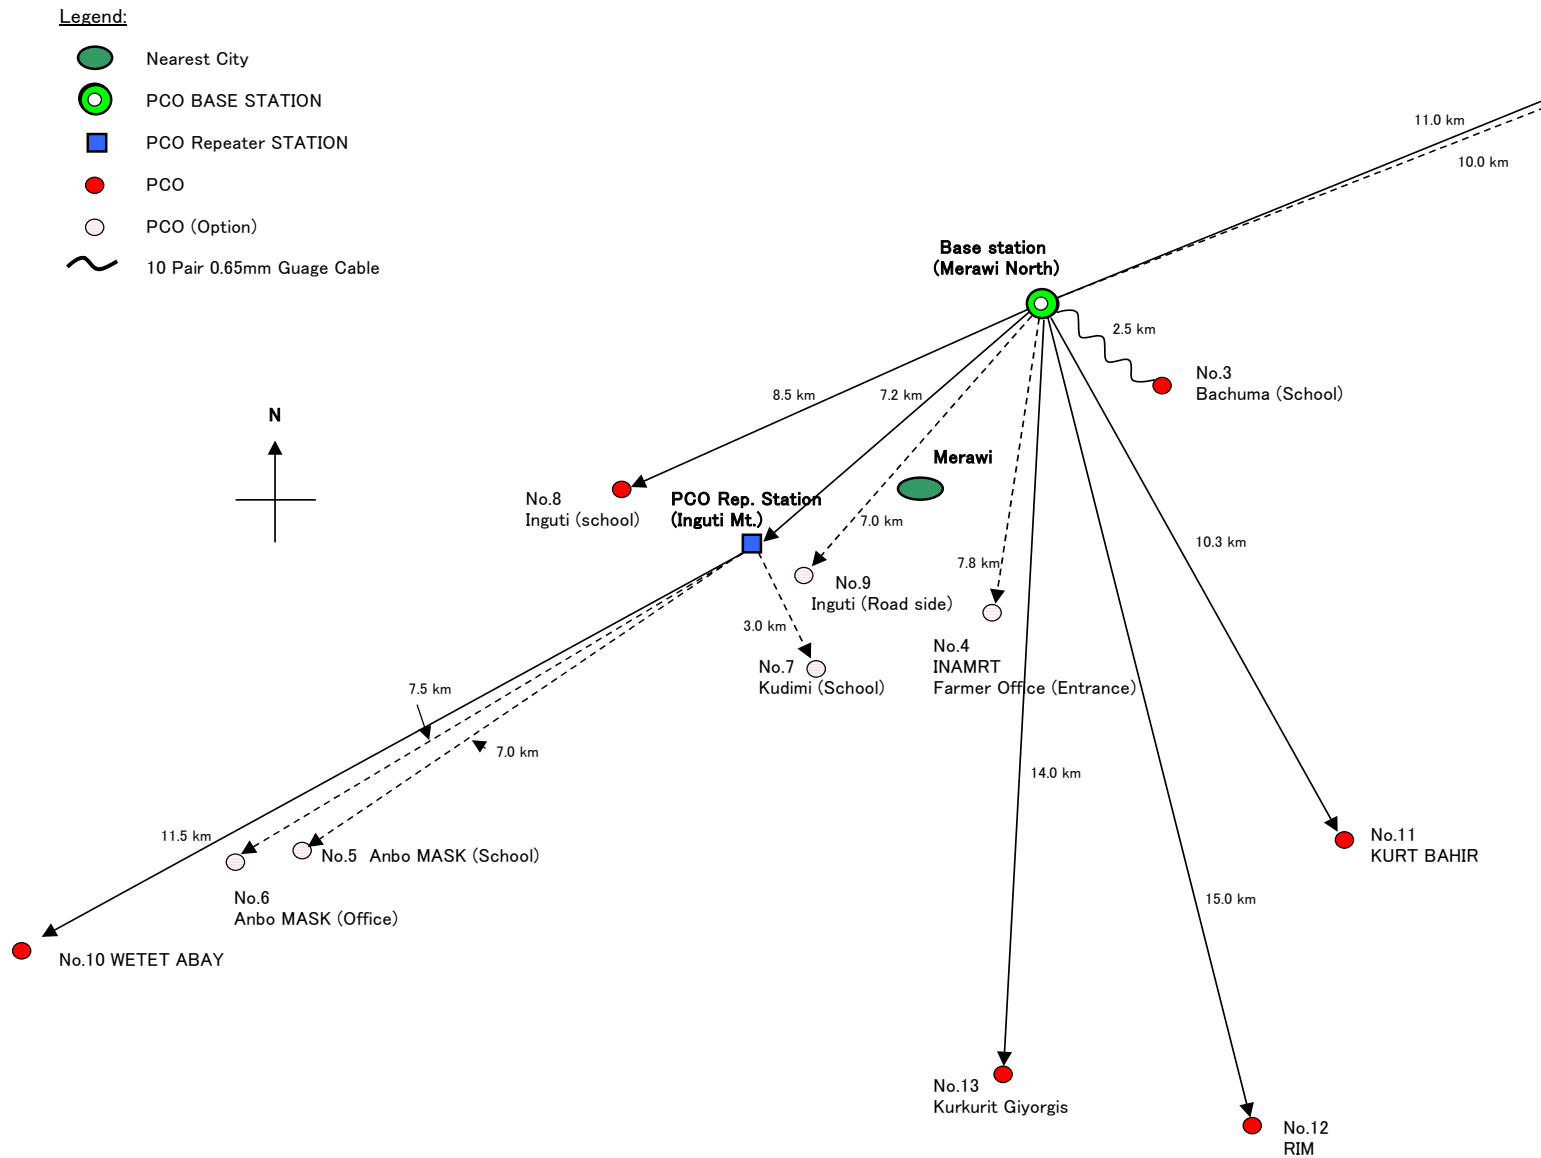 Legend:
Nearest City
PCO BASE STATION
PCO Repeater STATION
PCO
PCO (Option)
10 Pair 0.65mm Guage Cable
11.0 km
10.0 km
Base station
(Merawi North)
2.5 km
No.3
Bachuma (School)
8.5 km
7.2 km
N
Merawi
No.8
Inguti (school)
PCO Rep. Station
(Inguti Mt.)
7.0 km
10.3 km
7.8 km
No.9
Inguti (Road side)
3.0 km
No.7
Kudimi (School)
No.4
INAMRT
Farmer Office (Entrance)
7.5 km
7.0 km
14.0 km
11.5 km
No.5 Anbo MASK (School)
No.6
Anbo MASK (Office)
No.11
KURT BAHIR
15.0 km
No.10 WETET ABAY
No.13
Kurkurit Giyorgis
No.12
RIM